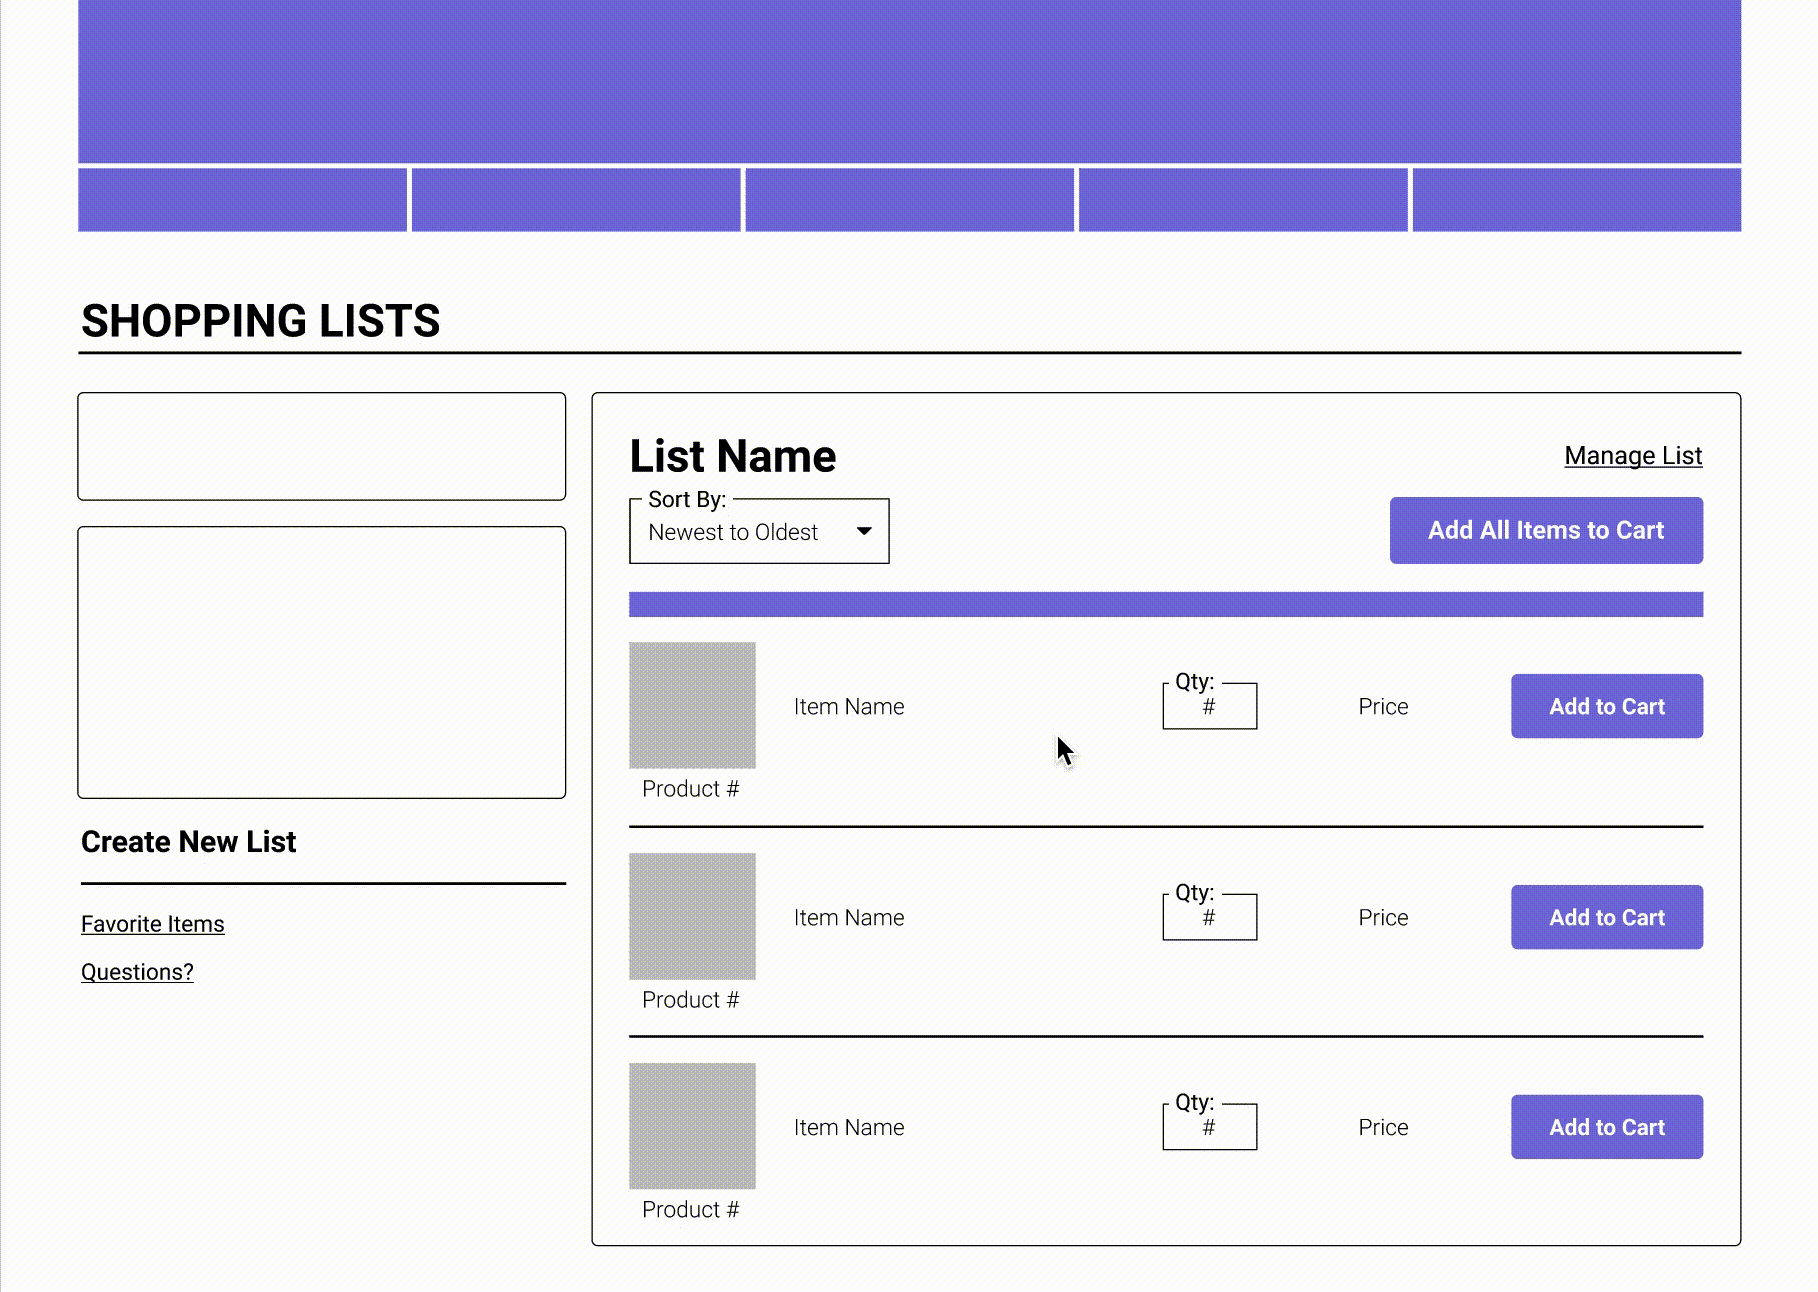 SHOPPING LISTS
List Name
Manage List
Sort By:
Newest to Oldest
Add All Items to Cart
Qty:
Item Name
#
Price
Add to Cart
Product #
Qty:
Item Name
#
Price
Add to Cart
Product #
Qty:
Item Name
#
Price
Add to Cart
Product #
Create New List
Favorite Items
Questions?